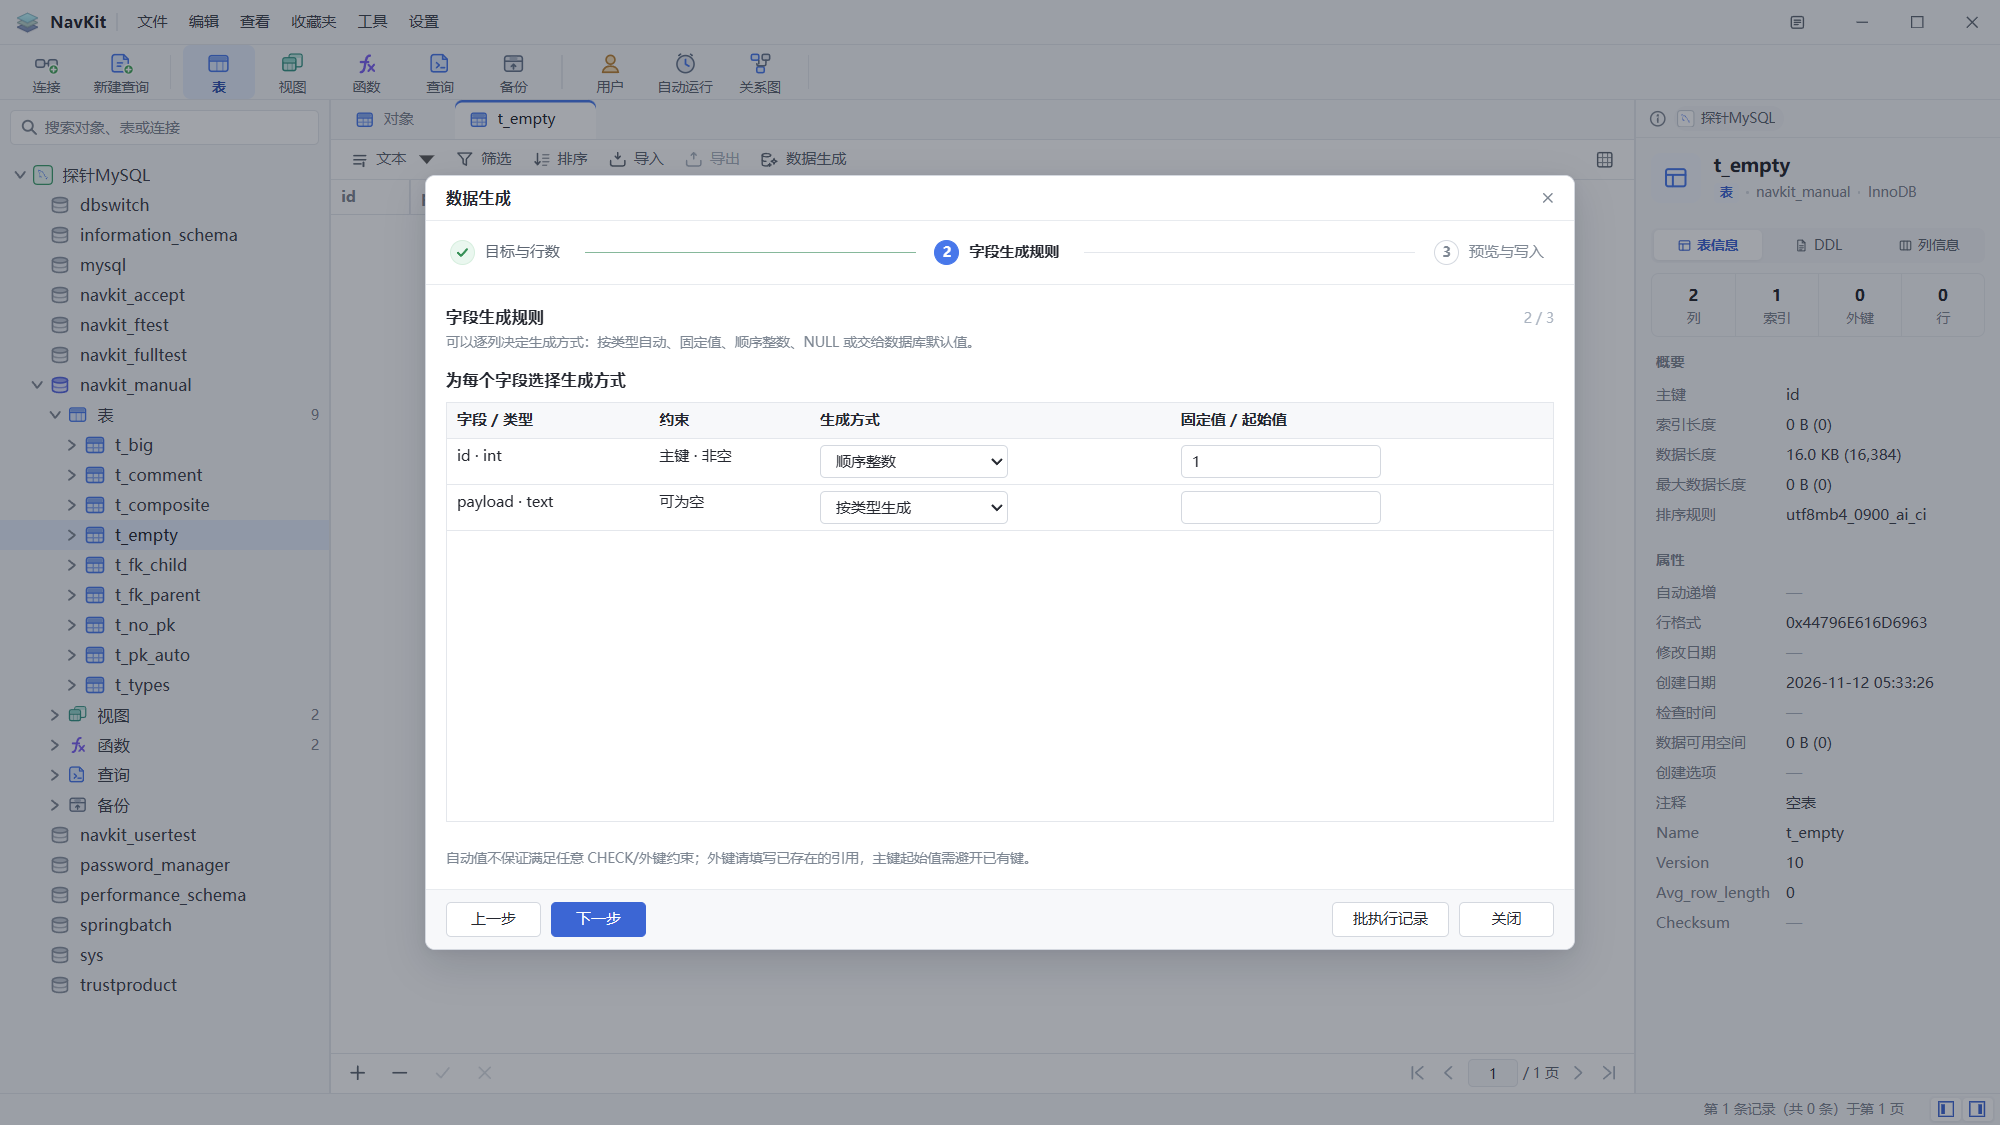 NavKit 文件 编辑 查看 收藏夹 工具 设置
连接 新建查询 表 视图 函数 查询 备份 用户 自动运行 关系图
搜索对象、表或连接
探针MySQL
dbswitch
information_schema
mysql
navkit_accept
navkit_ftest
navkit_fulltest
navkit_manual
表 9
t_big
t_comment
t_composite
t_empty
t_fk_child
t_fk_parent
t_no_pk
t_pk_auto
t_types
视图 2
函数 2
查询
备份
navkit_usertest
password_manager
performance_schema
springbatch
sys
trustproduct
对象 t_empty
文本 筛选 排序 导入 导出 数据生成
id
数据生成
目标与行数 2 字段生成规则 3 预览与写入
字段生成规则 2 / 3
可以逐列决定生成方式：按类型自动、固定值、顺序整数、NULL 或交给数据库默认值。
为每个字段选择生成方式
字段 / 类型 约束 生成方式 固定值 / 起始值
id · int 主键 · 非空 顺序整数 1
payload · text 可为空 按类型生成
自动值不保证满足任意 CHECK/外键约束；外键请填写已存在的引用，主键起始值需避开已有键。
上一步 下一步 批执行记录 关闭
1 / 1 页
第 1 条记录（共 0 条）于第 1 页
探针MySQL
t_empty
表 · navkit_manual · InnoDB
表信息 DDL 列信息
2 1 0 0
列 索引 外键 行
概要
主键 id
索引长度 0 B (0)
数据长度 16.0 KB (16,384)
最大数据长度 0 B (0)
排序规则 utf8mb4_0900_ai_ci
属性
自动递增 —
行格式 0x44796E616D6963
修改日期 —
创建日期 2026-11-12 05:33:26
检查时间 —
数据可用空间 0 B (0)
创建选项 —
注释 空表
Name t_empty
Version 10
Avg_row_length 0
Checksum —